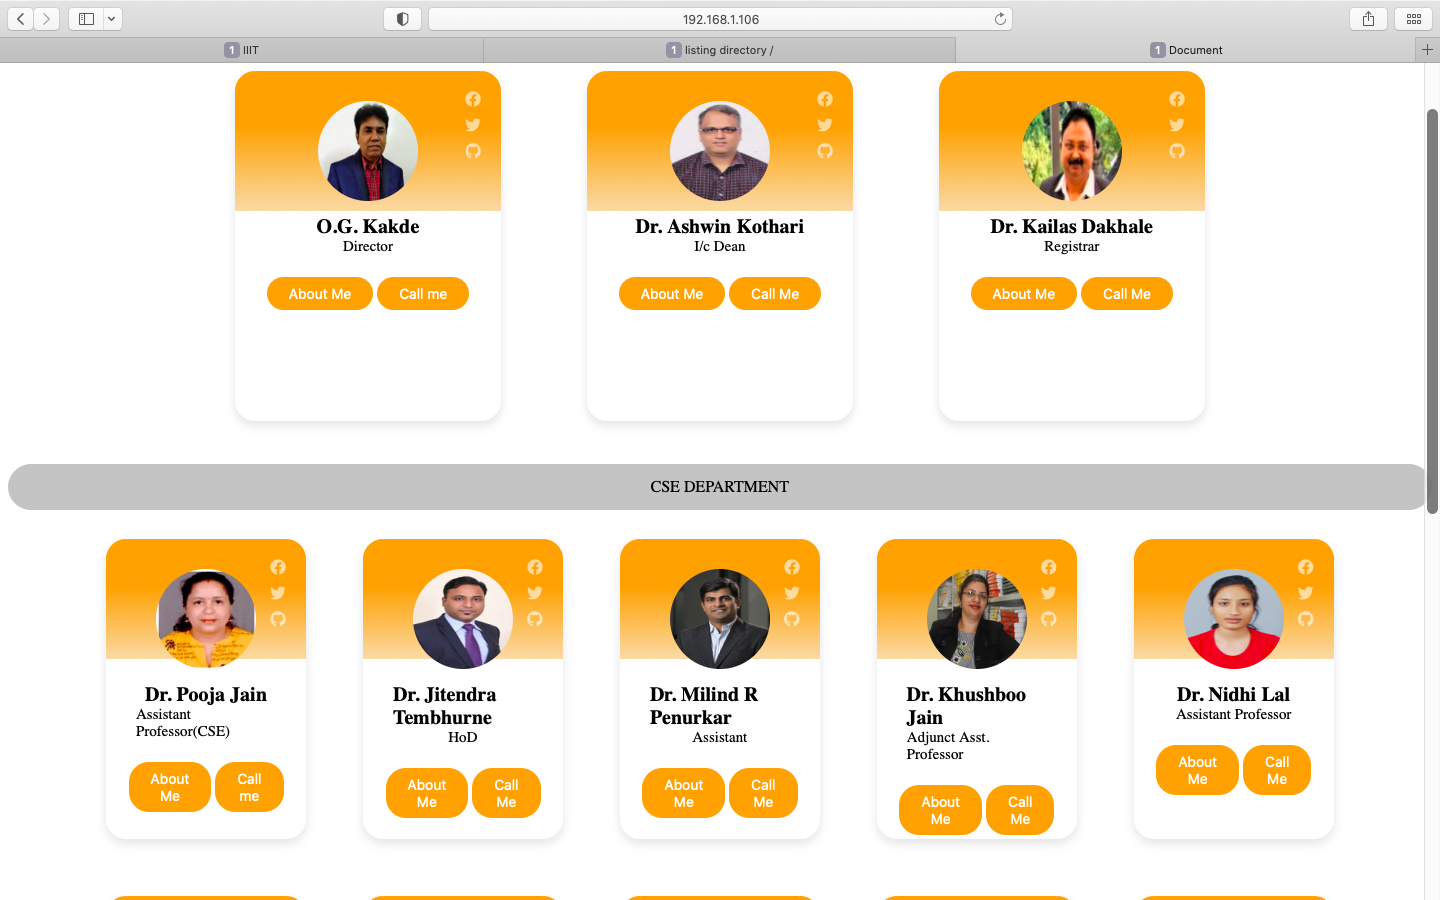 192.168.1.106
1 IIIT
1 listing directory /
1 Document
O.G. Kakde
Director
About Me
Call me
Dr. Ashwin Kothari
I/c Dean
About Me
Call Me
Dr. Kailas Dakhale
Registrar
About Me
Call Me
CSE DEPARTMENT
Dr. Pooja Jain
Assistant
Professor(CSE)
About
Me
Call
me
Dr. Jitendra
Tembhurne
HoD
About
Me
Call
Me
Dr. Milind R
Penurkar
Assistant
About
Me
Call
Me
Dr. Khushboo
Jain
Adjunct Asst.
Professor
About
Me
Call
Me
Dr. Nidhi Lal
Assistant Professor
About
Me
Call
Me